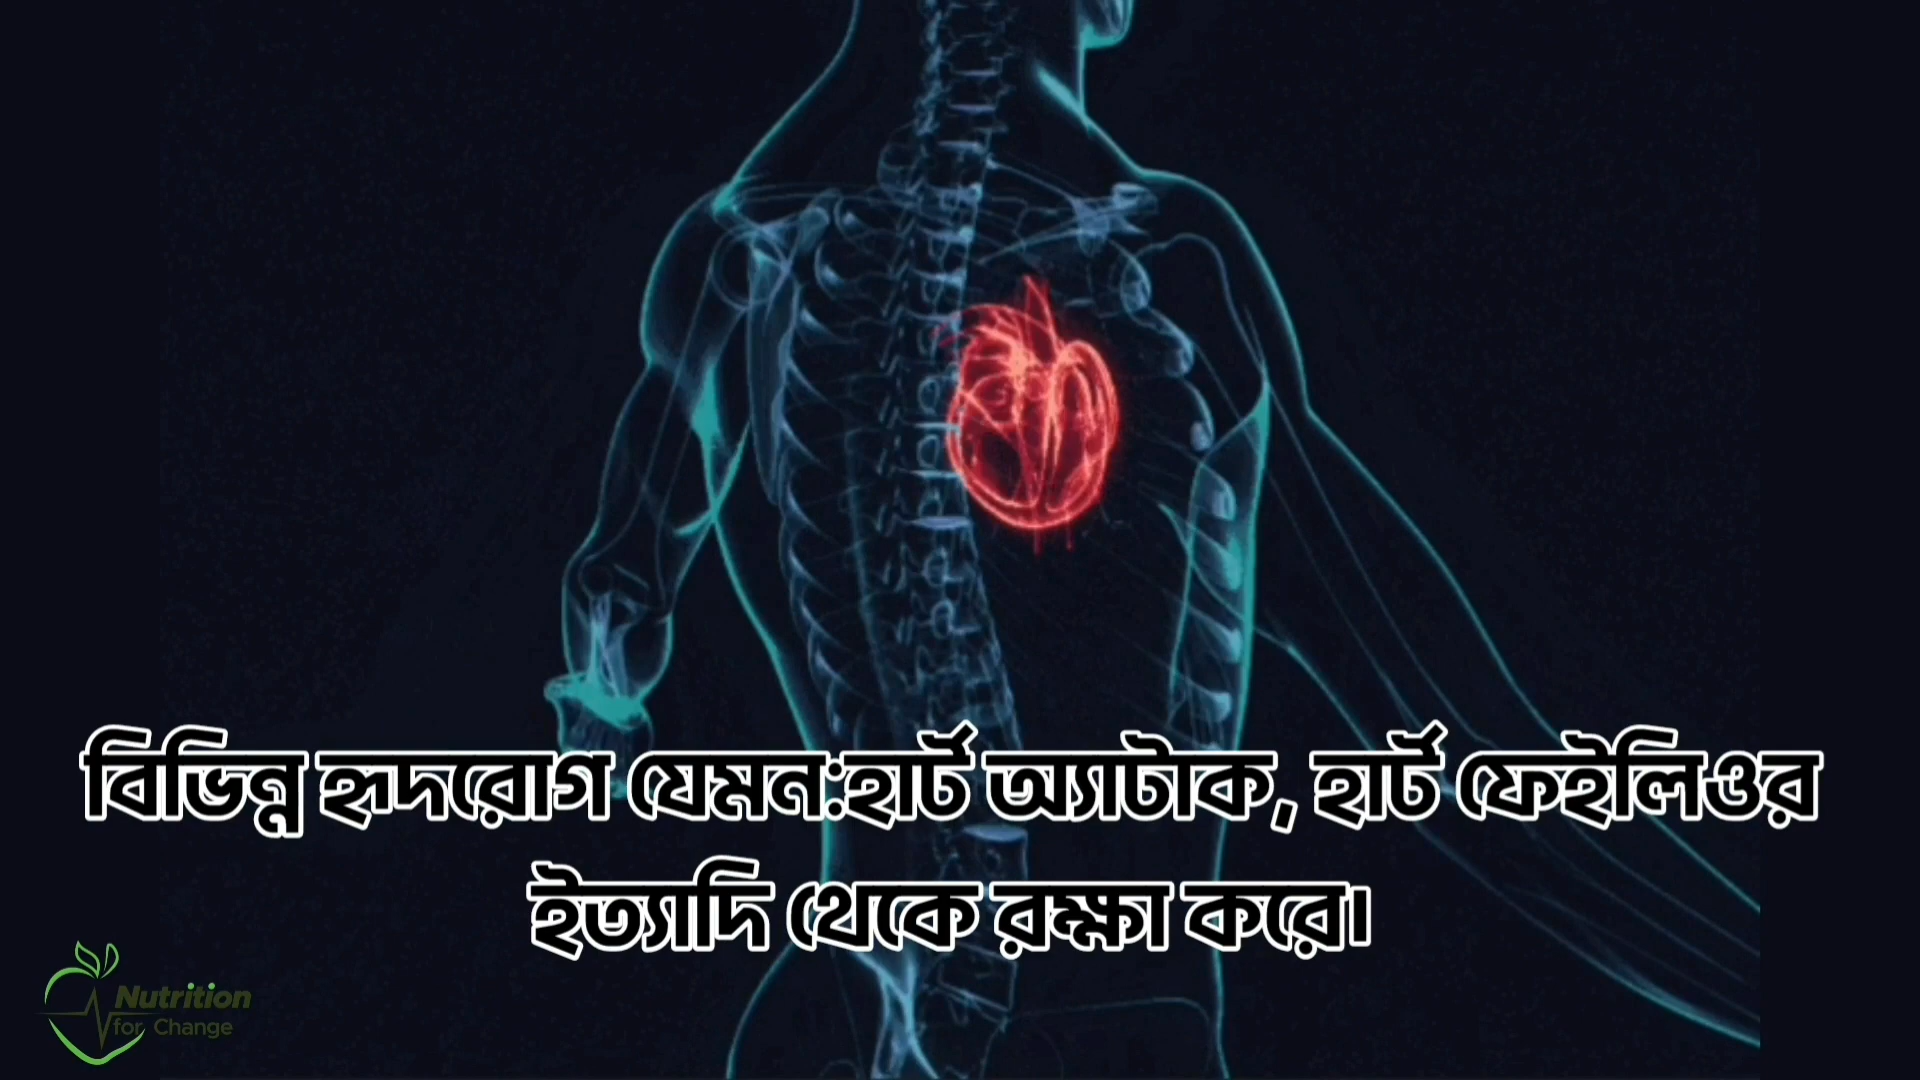 বিভিন্ন হৃদরোগ যেমন:হার্ট অ্যাটাক, হার্ট ফেইলিওর
ইত্যাদি থেকে রক্ষা করে।
Nutrition
for Change